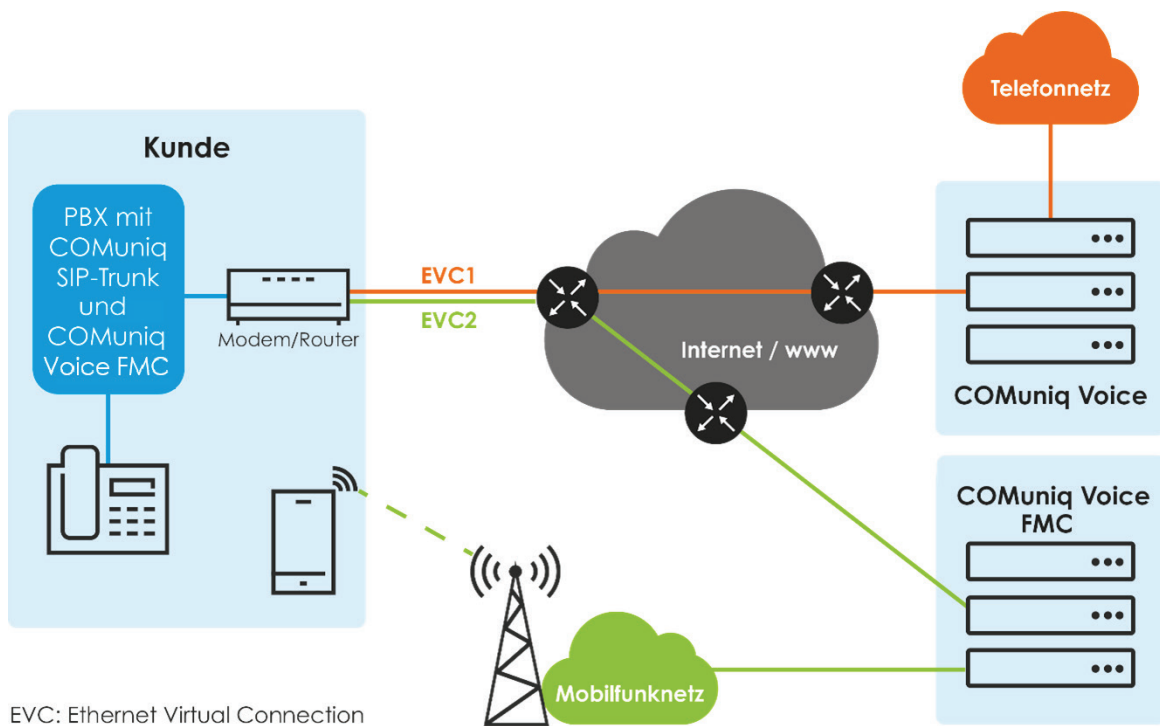 Telefonnetz
Kunde
PBX mit
COMuniq
SIP-Trunk
und
COMuniq
Voice FMC
Modem/Router
EVC1
EVC2
Internet / www
COMuniq Voice
COMuniq Voice
FMC
Mobilfunknetz
EVC: Ethernet Virtual Connection